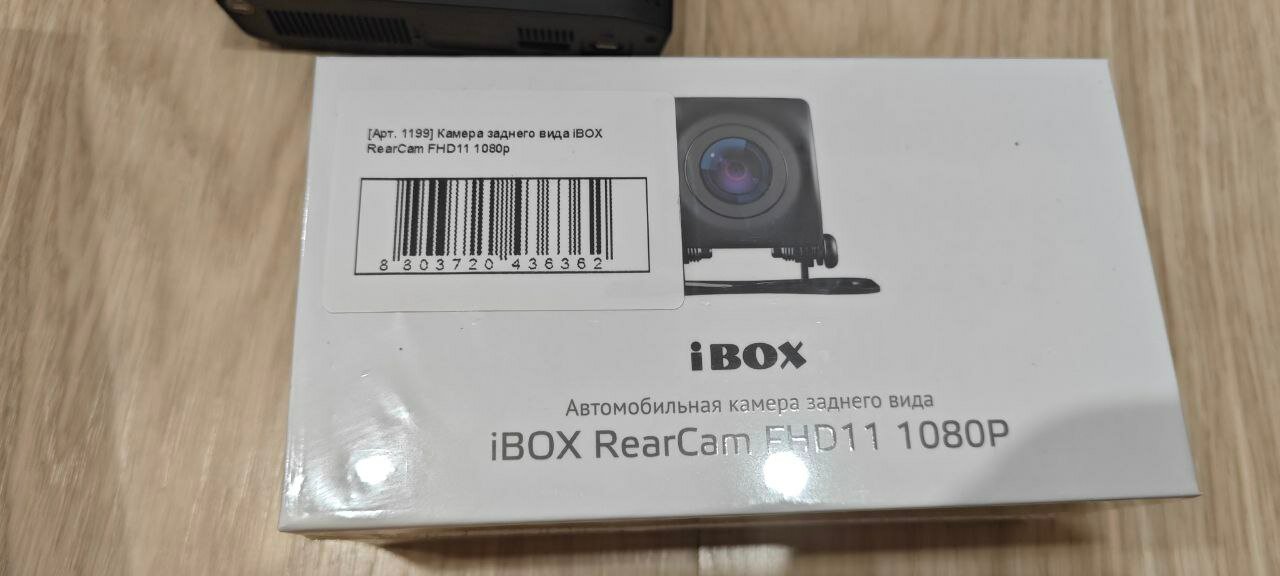 [Арт. 1199] Камера заднего вида iBOX
RearCam FHD11 1080p
8 803720 436362
iBOX
Автомобильная камера заднего вида
iBOX RearCam FHD11 1080P